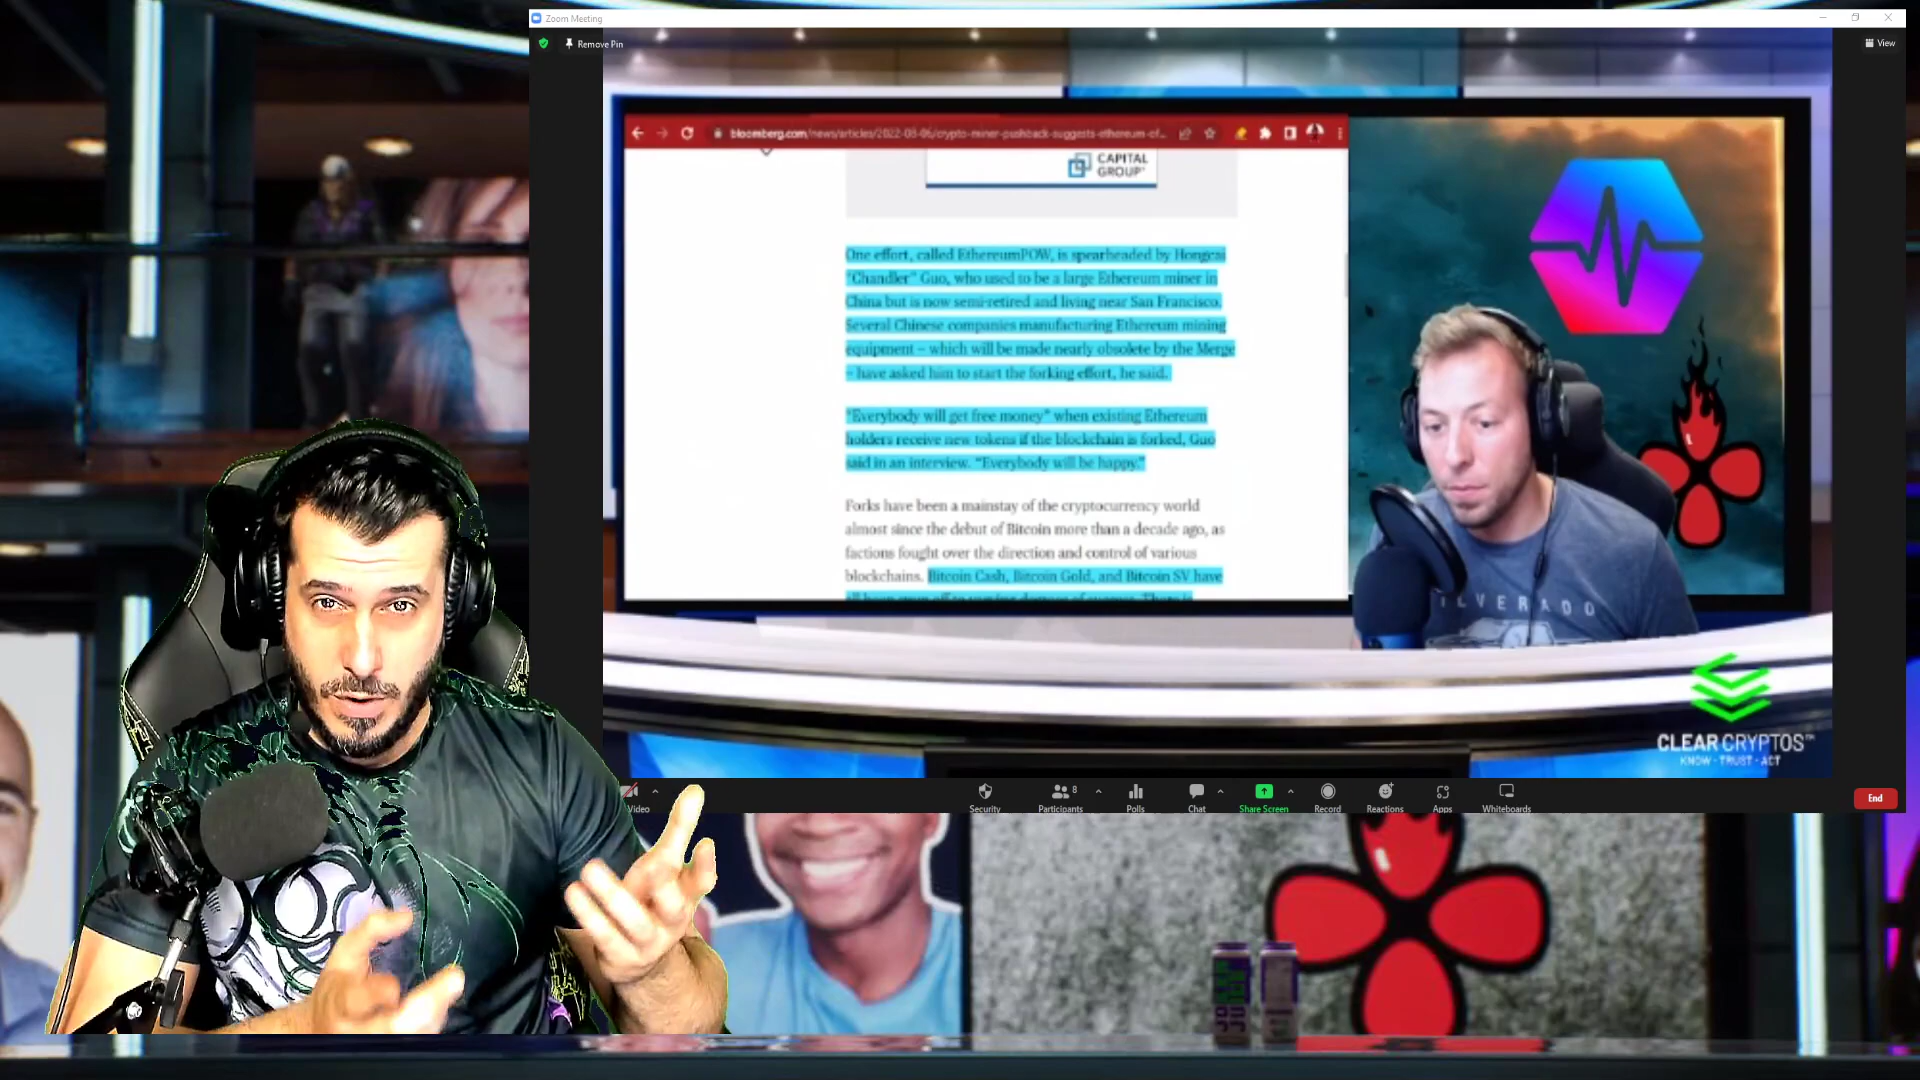 Zoom Meeting
Remove Pin
View
bloomberg.com/news/articles/2022-08-06/crypto-miner-pushback-suggests-ethereum-of...
CAPITAL
GROUP
One effort, called EthereumPOW, is spearheaded by Hongcai
"Chandler" Guo, who used to be a large Ethereum miner in
China but is now semi-retired and living near San Francisco.
Several Chinese companies manufacturing Ethereum mining
equipment – which will be made nearly obsolete by the Merge
– have asked him to start the forking effort, he said.
"Everybody will get free money" when existing Ethereum
holders receive new tokens if the blockchain is forked, Guo
said in an interview. "Everybody will be happy."
Forks have been a mainstay of the cryptocurrency world
almost since the debut of Bitcoin more than a decade ago, as
factions fought over the direction and control of various
blockchains. Bitcoin Cash, Bitcoin Gold, and Bitcoin SV have
SILVERADO
CLEAR CRYPTOS™
KNOW - TRUST - ACT
Video
Security
Participants
8
Polls
Chat
Share Screen
Record
Reactions
Apps
Whiteboards
End